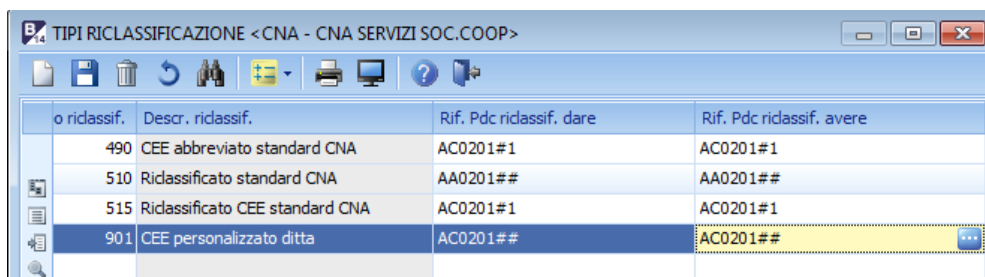 TIPI RICLASSIFICAZIONE <CNA - CNA SERVIZI SOC.COOP>
o riclassif. Descr. riclassif. Rif. Pdc riclassif. dare Rif. Pdc riclassif. avere
490 CEE abbreviato standard CNA AC0201#1 AC0201#1
510 Riclassificato standard CNA AA0201## AA0201##
515 Riclassificato CEE standard CNA AC0201#1 AC0201#1
901 CEE personalizzato ditta AC0201## AC0201##